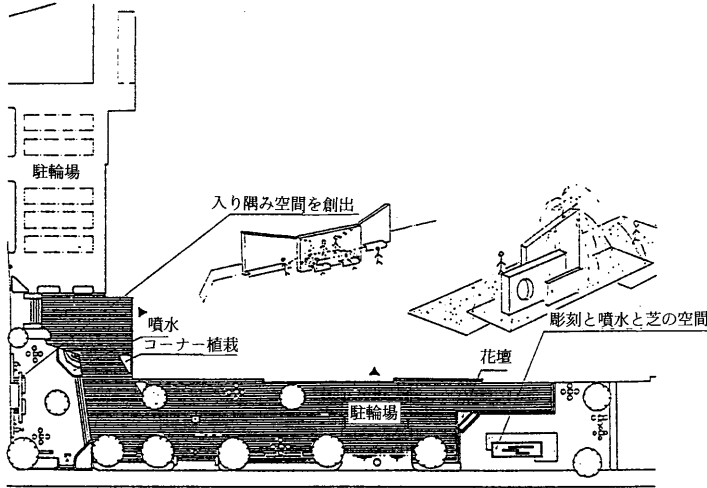 駐輪場
入り隅み空間を創出
噴水
コーナー植栽
彫刻と噴水と芝の空間
花壇
駐輪場